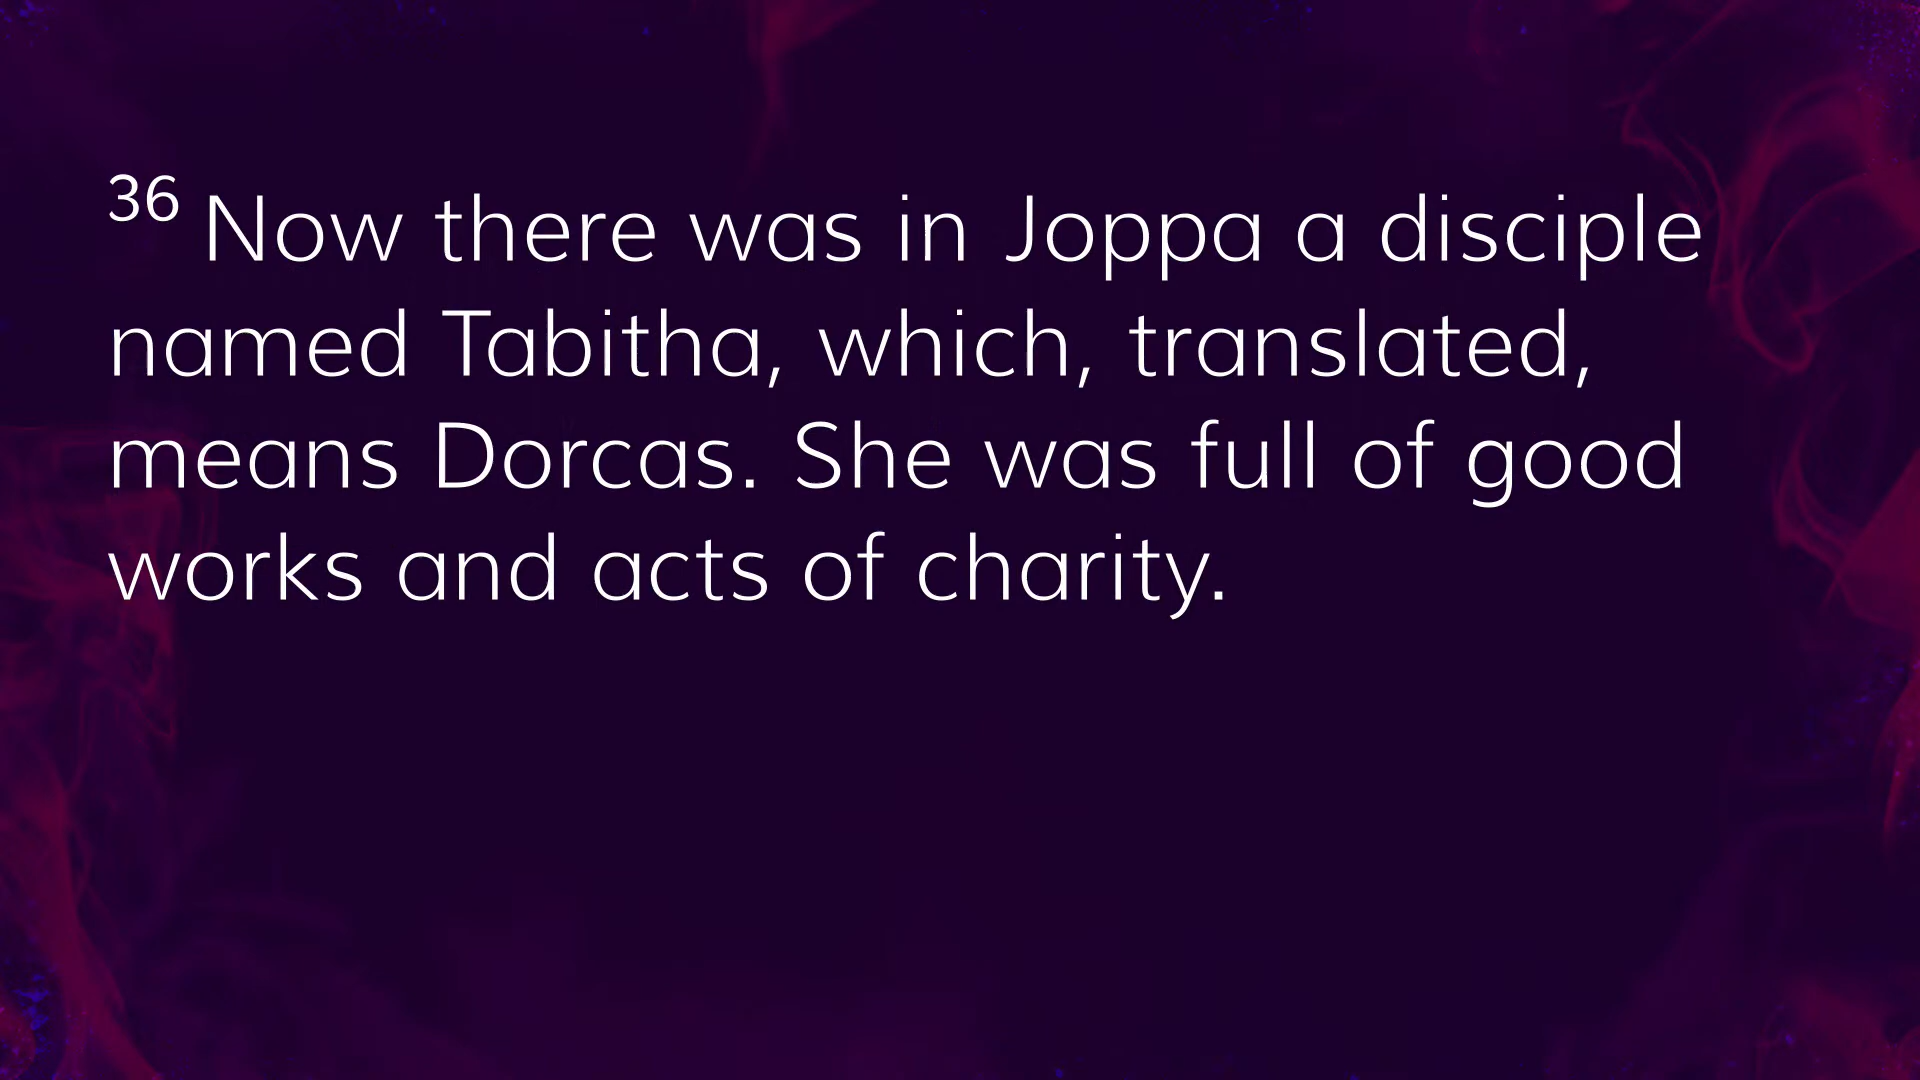 36 Now there was in Joppa a disciple
named Tabitha, which, translated,
means Dorcas. She was full of good
works and acts of charity.